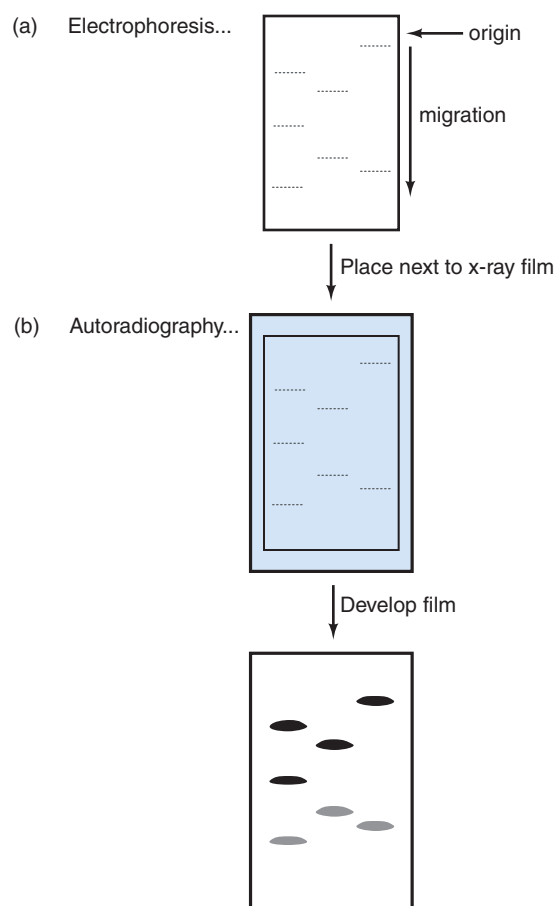 (a) Electrophoresis...
origin
migration
Place next to x-ray film
(b) Autoradiography...
Develop film